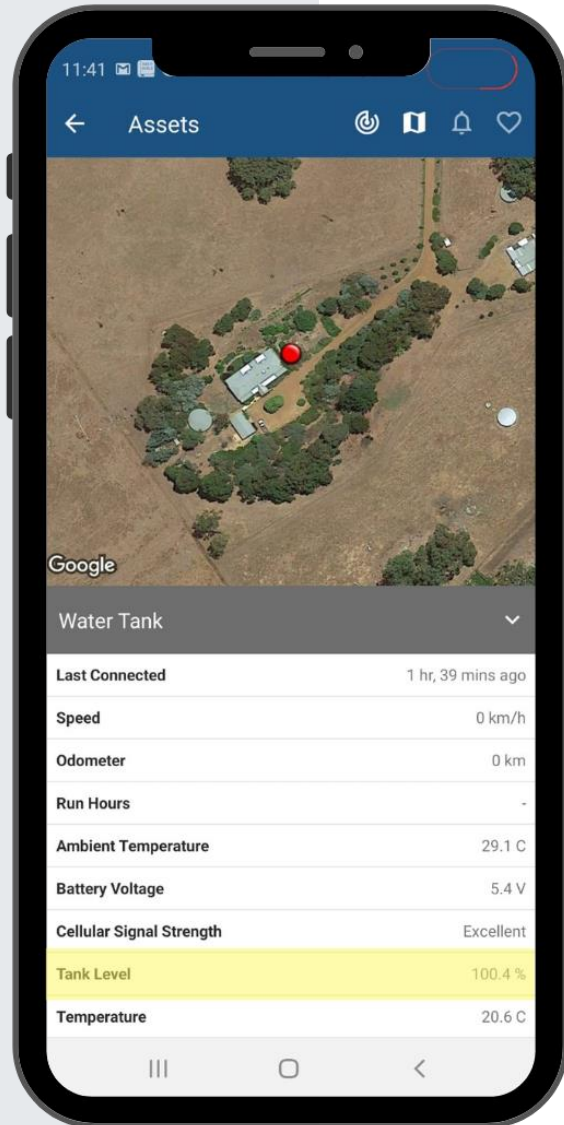 11:41
Assets
Google
Water Tank
Last Connected 1 hr, 39 mins ago
Speed 0 km/h
Odometer 0 km
Run Hours -
Ambient Temperature 29.1 C
Battery Voltage 5.4 V
Cellular Signal Strength Excellent
Tank Level 100.4 %
Temperature 20.6 C